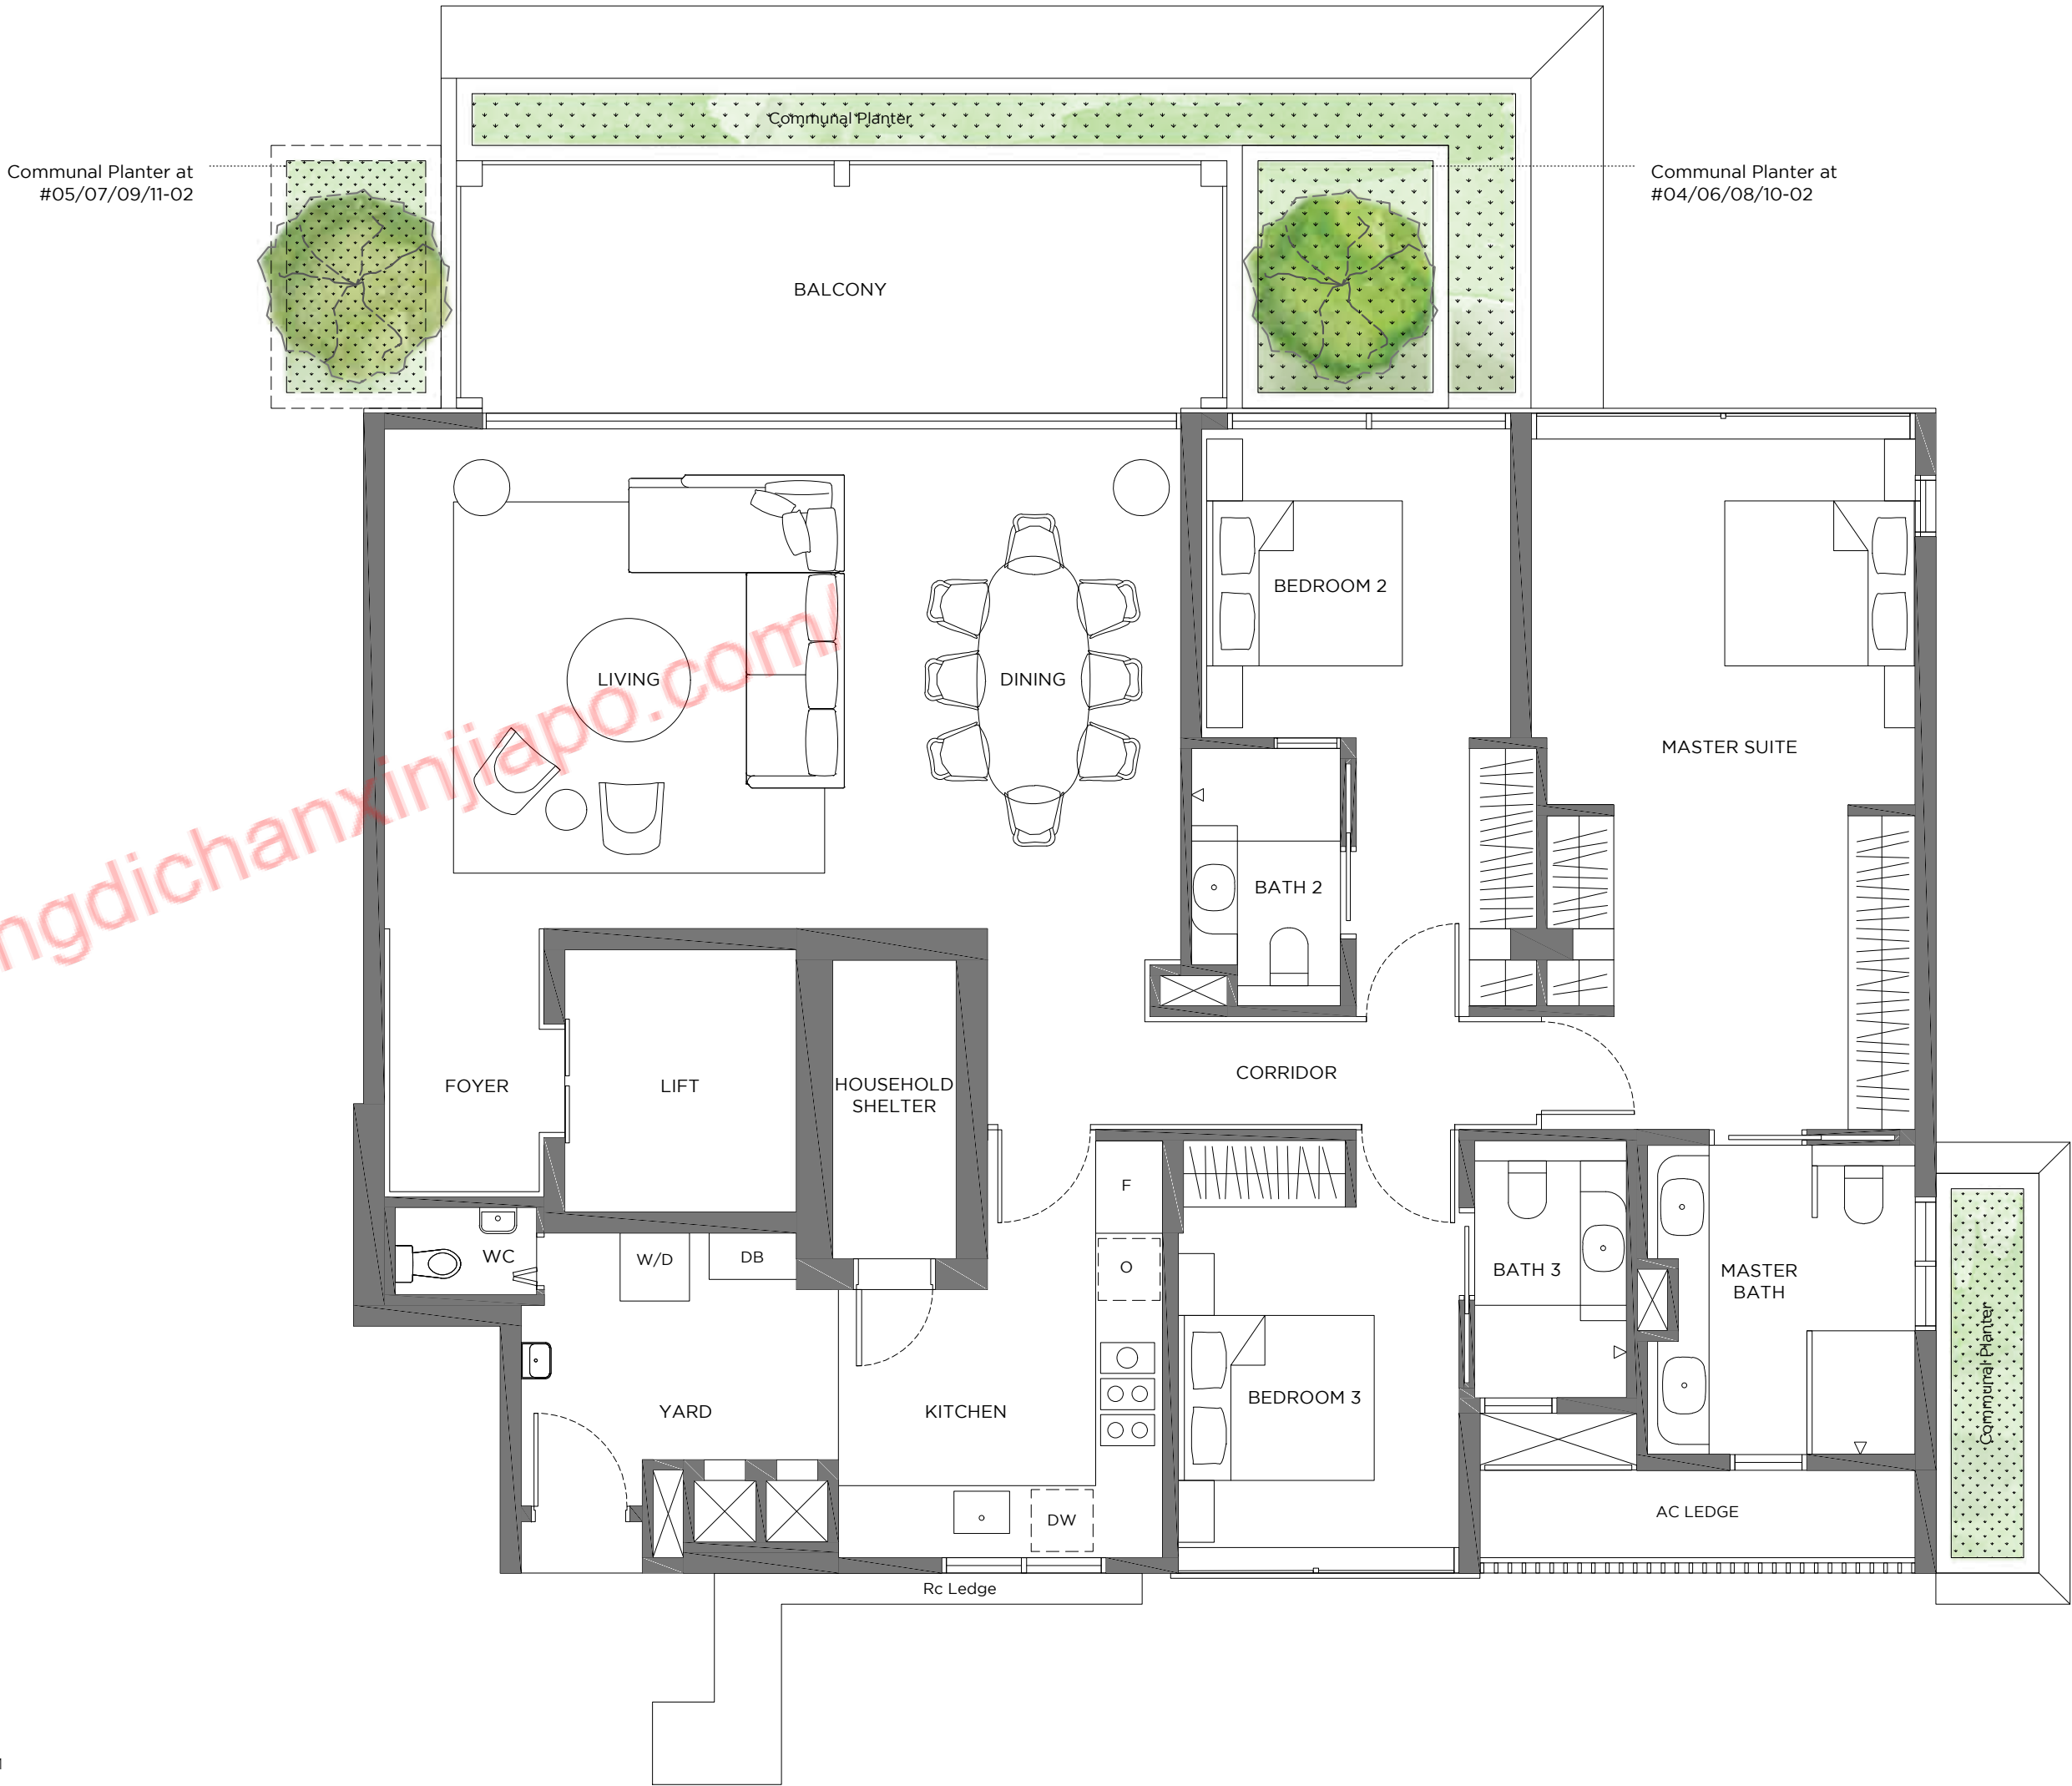 Communal Planter
Communal Planter at
#05/07/09/11-02
Communal Planter at
#04/06/08/10-02
BALCONY
BEDROOM 2
LIVING
DINING
MASTER SUITE
ngdichanxinjiapo.com/
BATH 2
CORRIDOR
FOYER
LIFT
HOUSEHOLD
SHELTER
F
WC
W/D
DB
O
BATH 3
MASTER
BATH
Communal Planter
YARD
KITCHEN
BEDROOM 3
DW
AC LEDGE
Rc Ledge